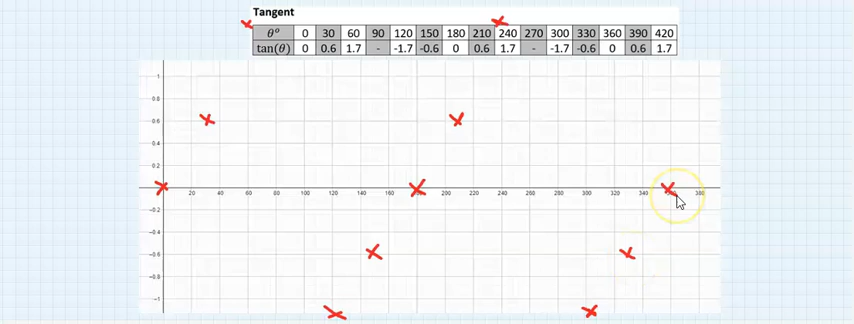 Tangent
θ° 0 30 60 90 120 150 180 210 240 270 300 330 360 390 420
tan(θ) 0 0.6 1.7 - -1.7 -0.6 0 0.6 1.7 - -1.7 -0.6 0 0.6 1.7
1
0.8
0.6
0.4
0.2
20 40 60 80 100 120 140 160 200 220 240 260 280 300 320 340 380
-0.2
-0.4
-0.6
-0.8
-1